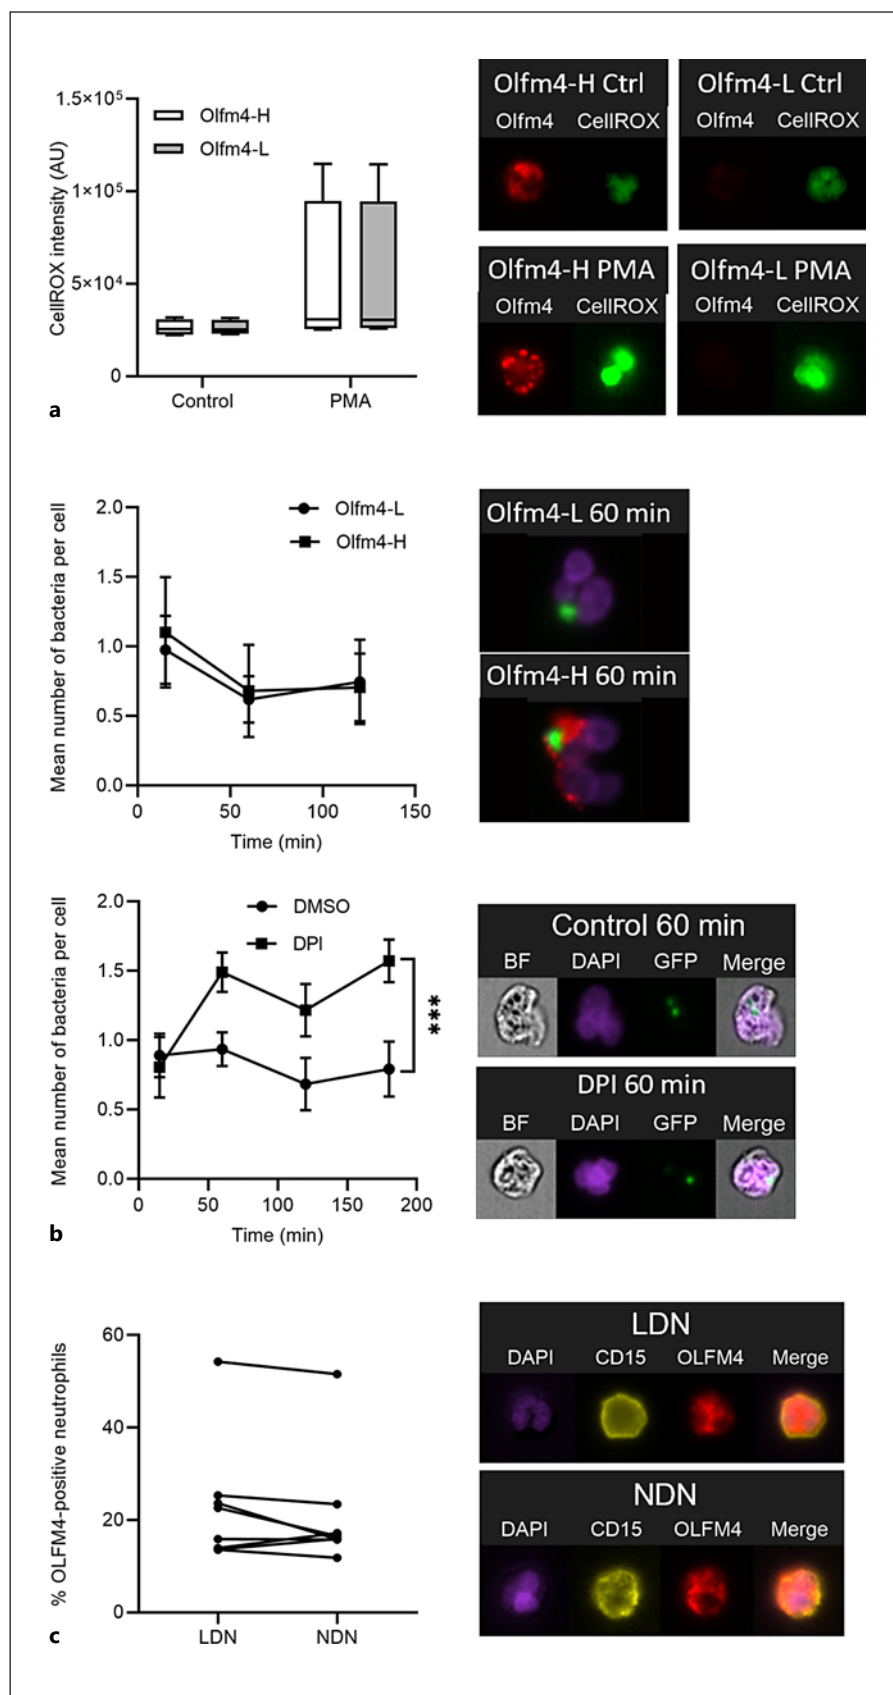 1.5×10⁵
1×10⁵
5×10⁴
0
CellROX intensity (AU)
Olfm4-H
Olfm4-L
Control PMA
Olfm4-H Ctrl
Olfm4 CellROX
Olfm4-L Ctrl
Olfm4 CellROX
Olfm4-H PMA
Olfm4 CellROX
Olfm4-L PMA
Olfm4 CellROX
a
2.0
1.5
1.0
0.5
0.0
Mean number of bacteria per cell
Olfm4-L
Olfm4-H
0 50 100 150
Time (min)
Olfm4-L 60 min
Olfm4-H 60 min
2.0
1.5
1.0
0.5
0.0
Mean number of bacteria per cell
DMSO
DPI
***
0 50 100 150 200
Time (min)
Control 60 min
BF DAPI GFP Merge
DPI 60 min
BF DAPI GFP Merge
b
60
40
20
0
% OLFM4-positive neutrophils
LDN NDN
LDN
DAPI CD15 OLFM4 Merge
NDN
DAPI CD15 OLFM4 Merge
c